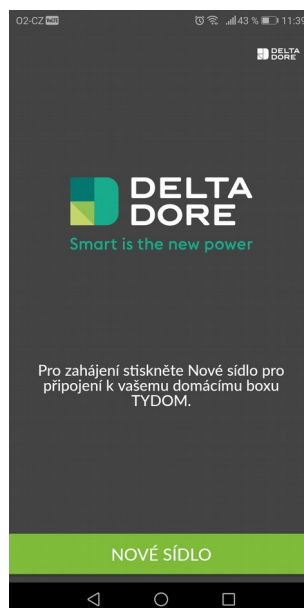 O2-CZ VoLTE 43 % 11:39
DELTA
DORE
DELTA
DORE
Smart is the new power
Pro zahájení stiskněte Nové sídlo pro
připojení k vašemu domácímu boxu
TYDOM.
NOVÉ SÍDLO